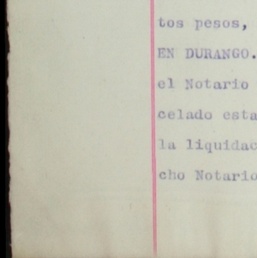 tos pesos,
EN DURANGO.
el Notario
celado esta
la liquidac
cho Notario